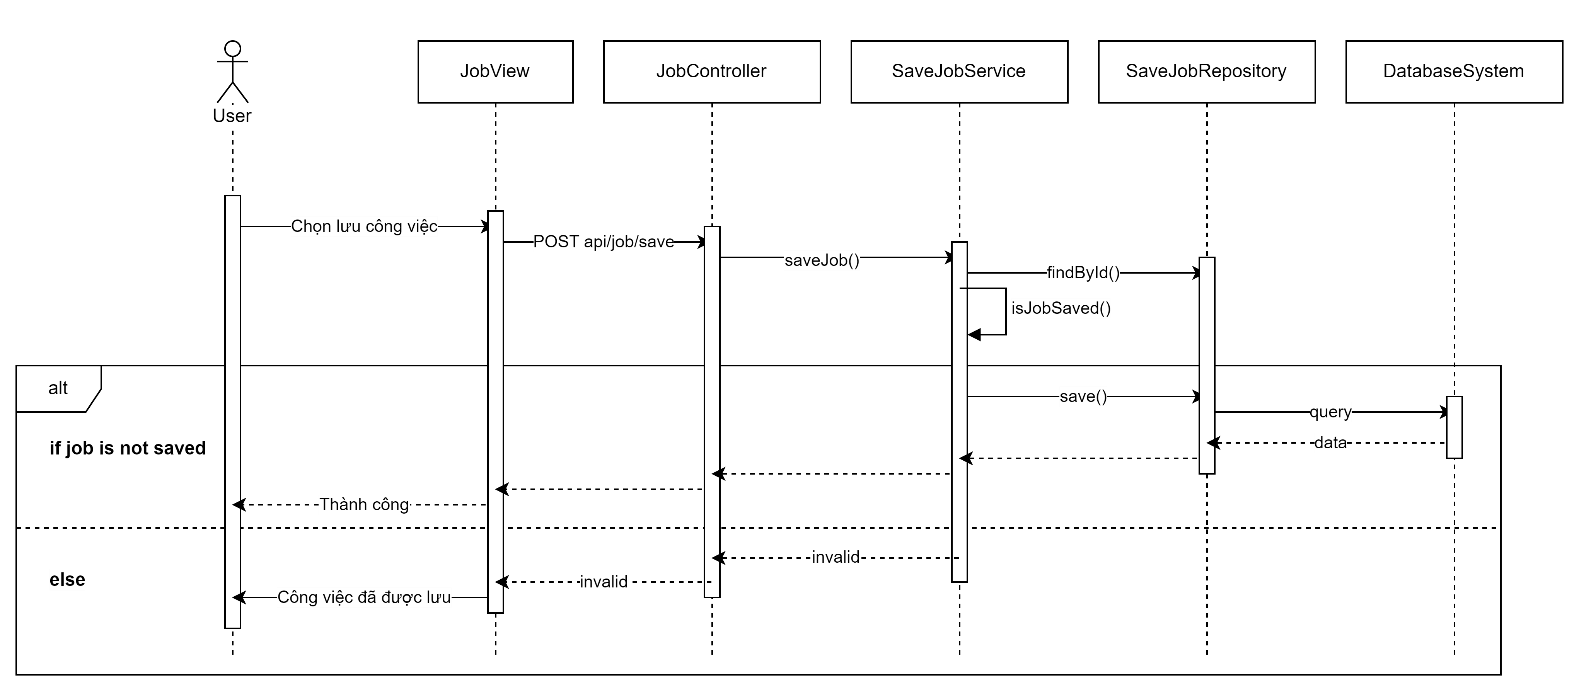 User
JobView
JobController
SaveJobService
SaveJobRepository
DatabaseSystem
Chọn lưu công việc
POST api/job/save
saveJob()
findById()
isJobSaved()
alt
save()
query
if job is not saved
data
Thành công
invalid
else
invalid
Công việc đã được lưu